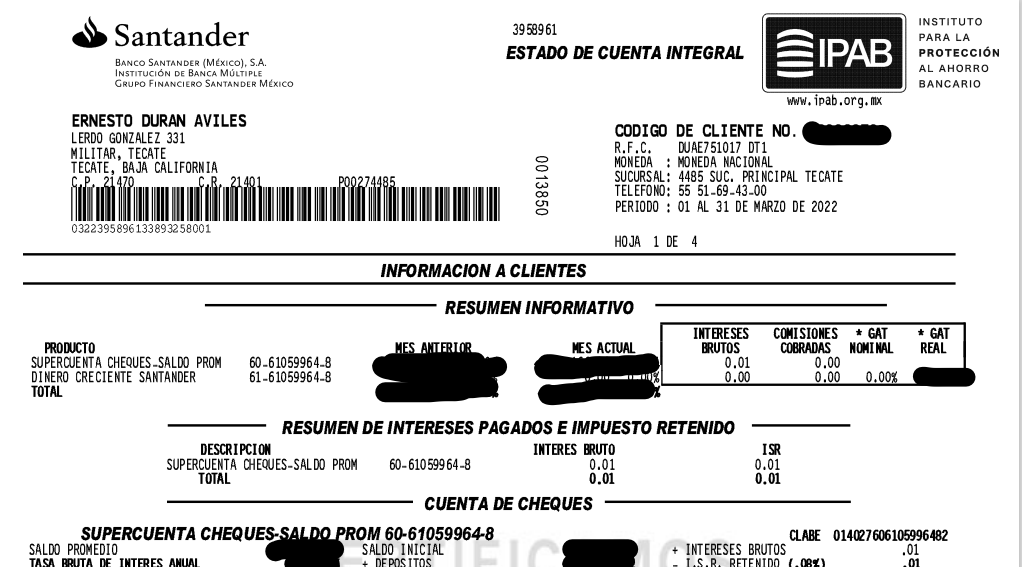 Santander
BANCO SANTANDER (MÉXICO), S.A.
INSTITUCIÓN DE BANCA MÚLTIPLE
GRUPO FINANCIERO SANTANDER MÉXICO
3958961
ESTADO DE CUENTA INTEGRAL
IPAB
INSTITUTO
PARA LA
PROTECCIÓN
AL AHORRO
BANCARIO
www.ipab.org.mx
ERNESTO DURAN AVILES
LERDO GONZALEZ 331
MILITAR, TECATE
TECATE, BAJA CALIFORNIA
C.P. 21470 C.R. 21401 P00274485
0322395896133893258001
0013850
CODIGO DE CLIENTE NO.
R.F.C. DUAE751017 DT1
MONEDA : MONEDA NACIONAL
SUCURSAL: 4485 SUC. PRINCIPAL TECATE
TELEFONO: 55 51-69-43-00
PERIODO : 01 AL 31 DE MARZO DE 2022
HOJA 1 DE 4
INFORMACION A CLIENTES
RESUMEN INFORMATIVO
PRODUCTO MES ANTERIOR MES ACTUAL INTERESES BRUTOS COMISIONES COBRADAS * GAT NOMINAL * GAT REAL
SUPERCUENTA CHEQUES-SALDO PROM 60-61059964-8 0.01 0.00
DINERO CRECIENTE SANTANDER 61-61059964-8 0.00 0.00 0.00%
TOTAL
RESUMEN DE INTERESES PAGADOS E IMPUESTO RETENIDO
DESCRIPCION INTERES BRUTO ISR
SUPERCUENTA CHEQUES-SALDO PROM 60-61059964-8 0.01 0.01
TOTAL 0.01 0.01
CUENTA DE CHEQUES
SUPERCUENTA CHEQUES-SALDO PROM 60-61059964-8 CLABE 014027606105996482
SALDO PROMEDIO SALDO INICIAL + INTERESES BRUTOS .01
TASA BRUTA DE INTERES ANUAL + DEPOSITOS - I.S.R. RETENIDO (.08%) .01